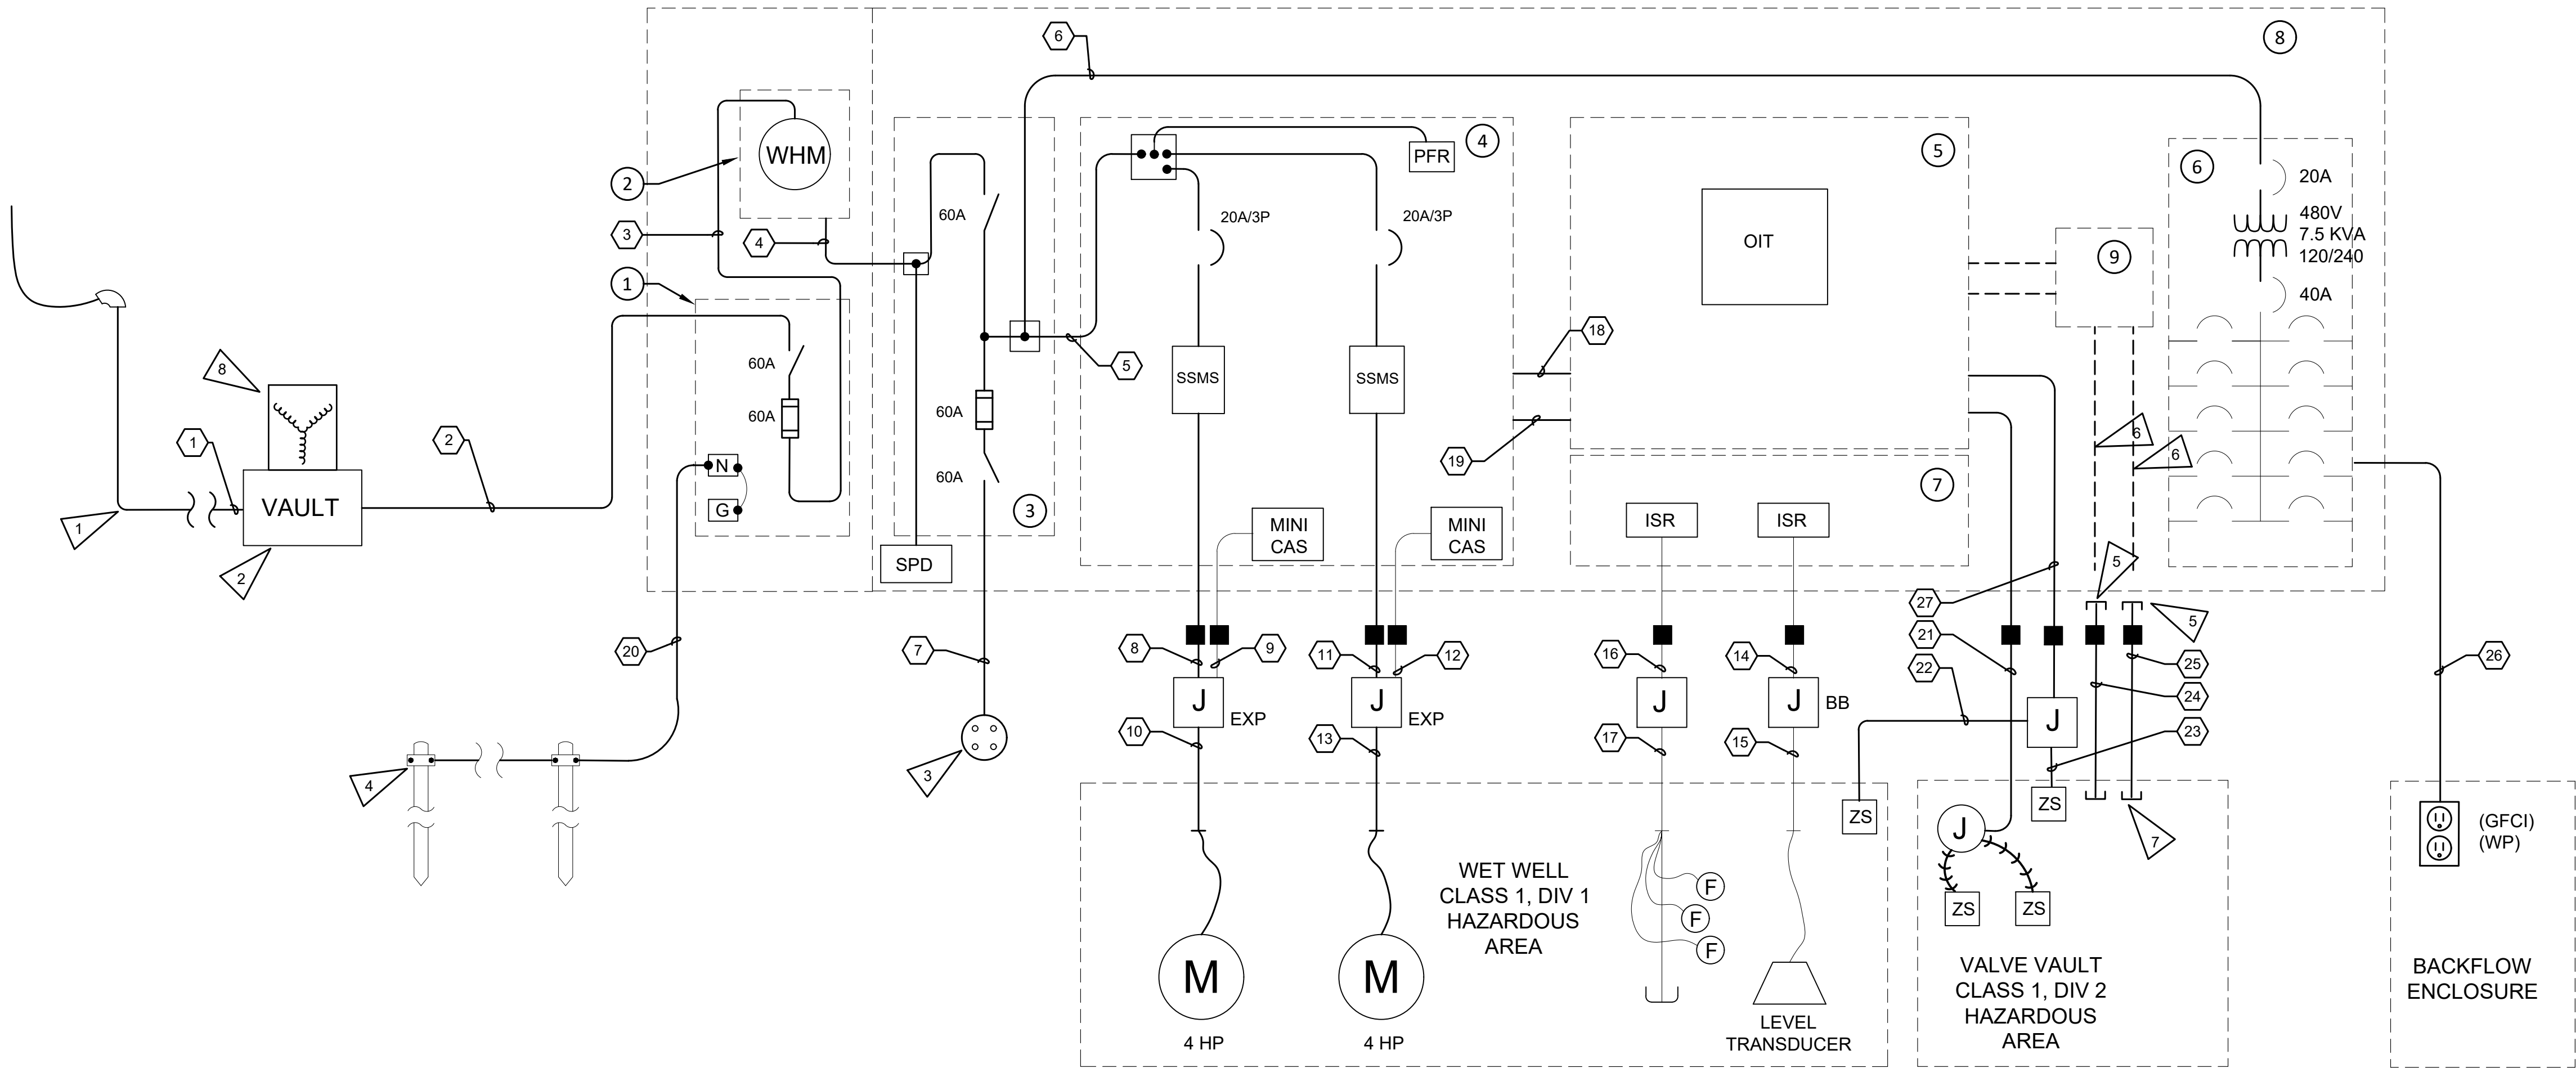 6
8
WHM
2
3
4
1
60A
60A
N
G
8
1
2
VAULT
1
2
20
4
60A
60A
60A
3
SPD
5
7
3
4
PFR
20A/3P
20A/3P
SSMS
SSMS
MINI
CAS
MINI
CAS
18
19
5
OIT
7
ISR
ISR
9
6
20A
480V
7.5 KVA
120/240
40A
6
6
5
5
8
9
11
12
16
14
J
EXP
J
EXP
J
J
BB
10
13
17
15
27
21
22
25
24
23
J
26
ZS
ZS
7
J
ZS
ZS
(GFCI)
(WP)
WET WELL
CLASS 1, DIV 1
HAZARDOUS
AREA
F
F
F
M
M
4 HP
4 HP
LEVEL
TRANSDUCER
VALVE VAULT
CLASS 1, DIV 2
HAZARDOUS
AREA
BACKFLOW
ENCLOSURE